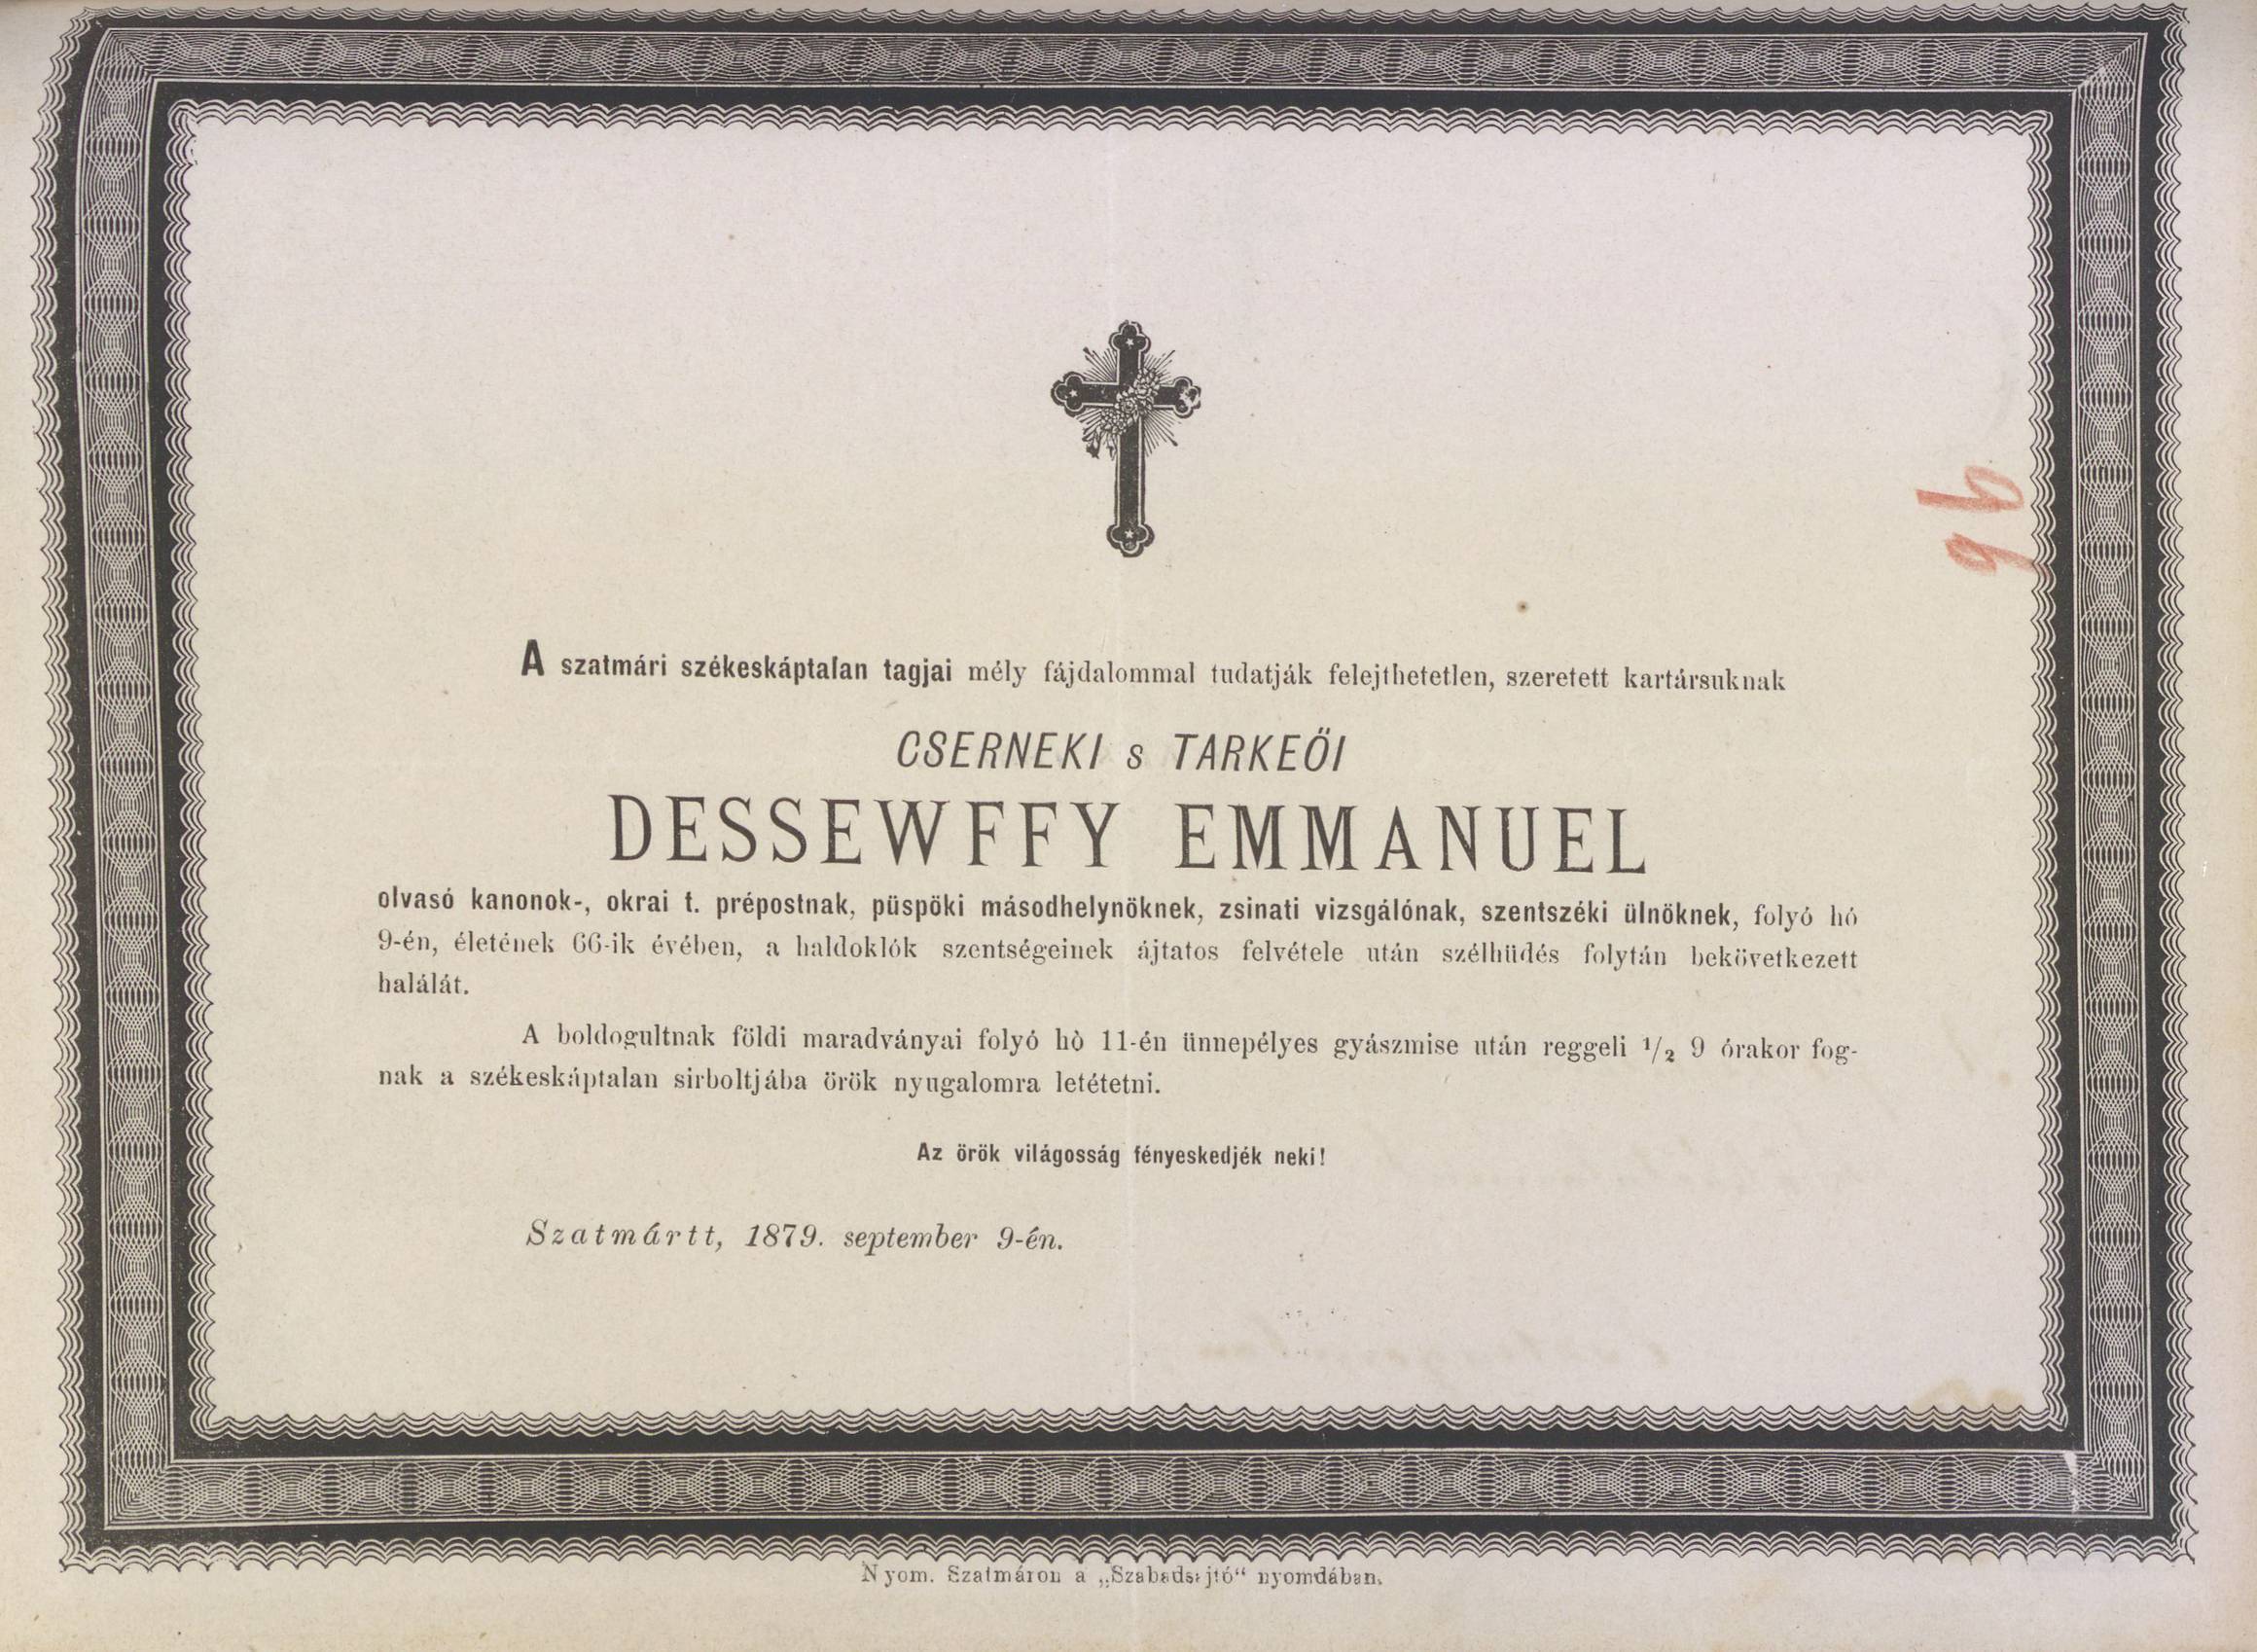 A szatmári székeskáptalan tagjai mély fájdalommal tudatják felejthetetlen, szeretett kartársuknak
CSERNEKI s TARKEŐI
DESSEWFFY EMMANUEL
olvasó kanonok-, okrai t. prépostnak, püspöki másodhelynöknek, zsinati vizsgálónak, szentszéki ülnöknek, folyó hó
9-én, életének 66-ik évében, a haldoklók szentségeinek ájtatos felvétele után szélhüdés folytán bekövetkezett
halálát.
A boldogultnak földi maradványai folyó hò 11-én ünnepélyes gyászmise után reggeli 1/2 9 órakor fog-
nak a székeskáptalan sirboltjába örök nyugalomra letétetni.
Az örök világosság fényeskedjék neki!
Szatmártt, 1879. september 9-én.
Nyom. Szatmáron a „Szabadsajtó“ nyomdában.